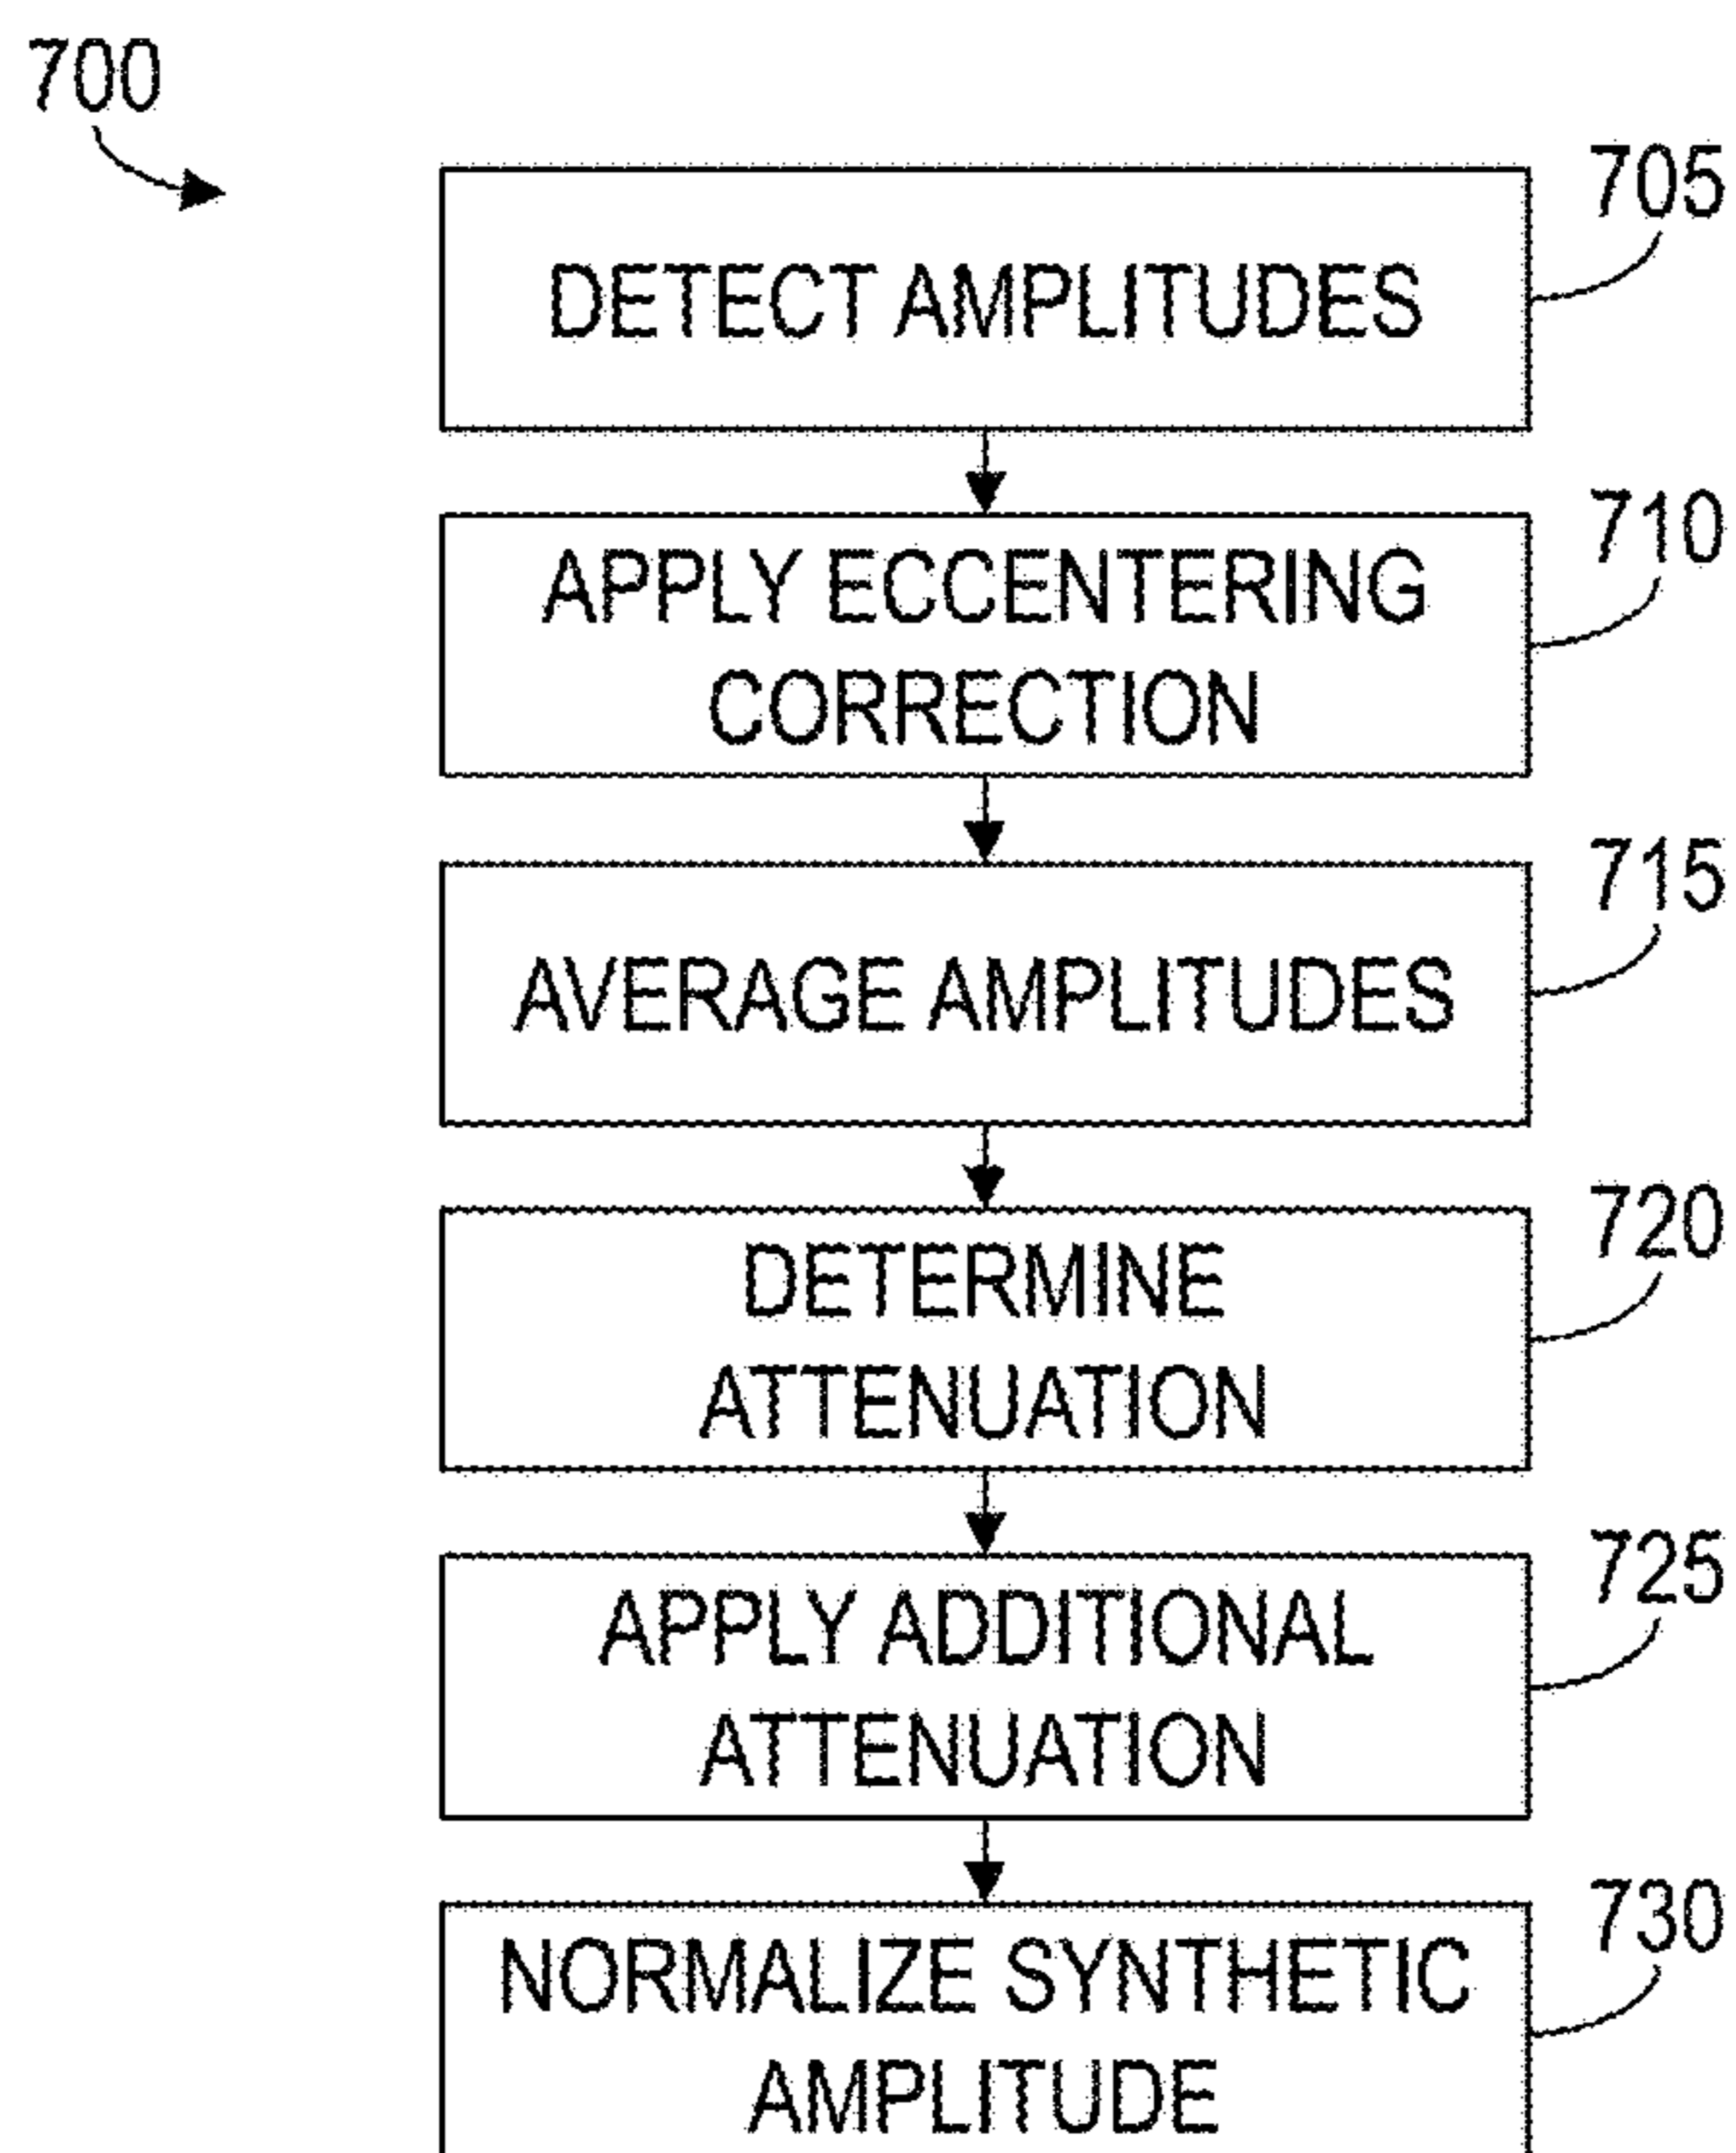 700
705
DETECT AMPLITUDES
710
APPLY ECCENTERING
CORRECTION
715
AVERAGE AMPLITUDES
720
DETERMINE
ATTENUATION
725
APPLY ADDITIONAL
ATTENUATION
730
NORMALIZE SYNTHETIC
AMPLITUDE